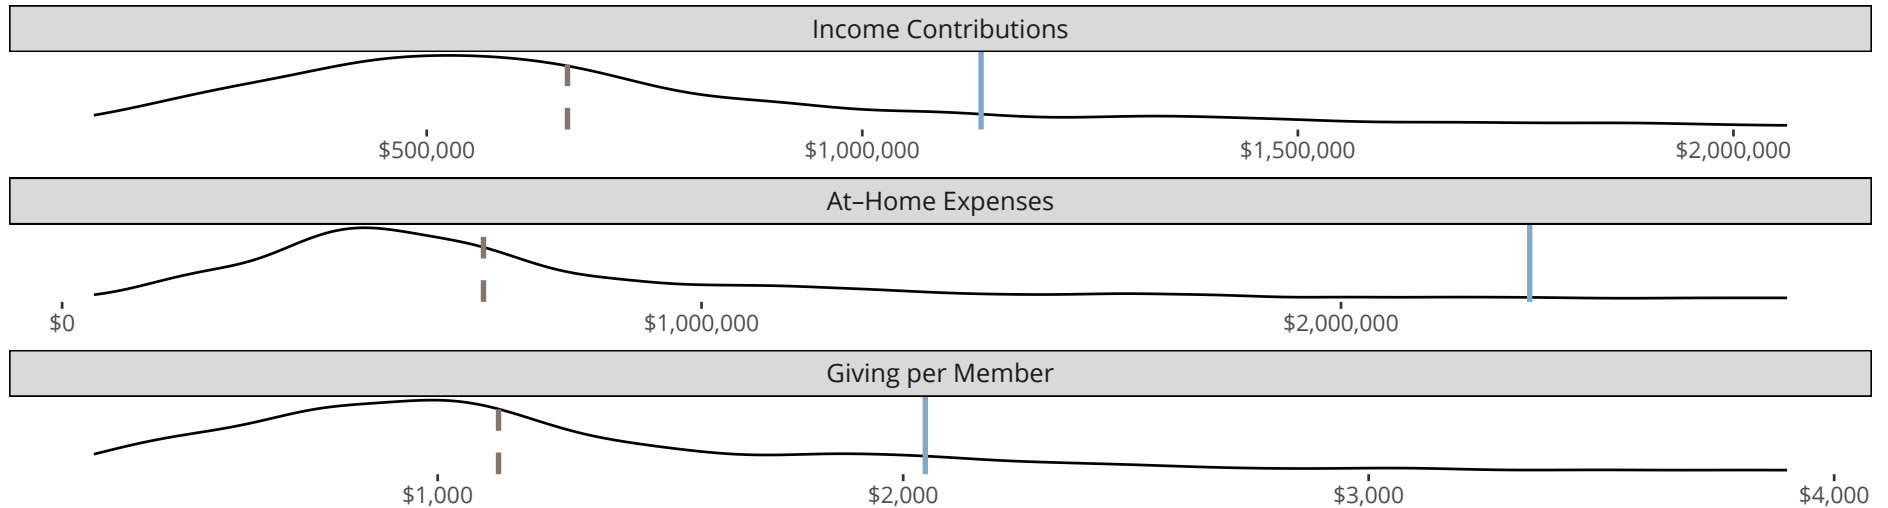 Income Contributions
$500,000 $1,000,000 $1,500,000 $2,000,000
At–Home Expenses
$0 $1,000,000 $2,000,000
Giving per Member
$1,000 $2,000 $3,000 $4,000